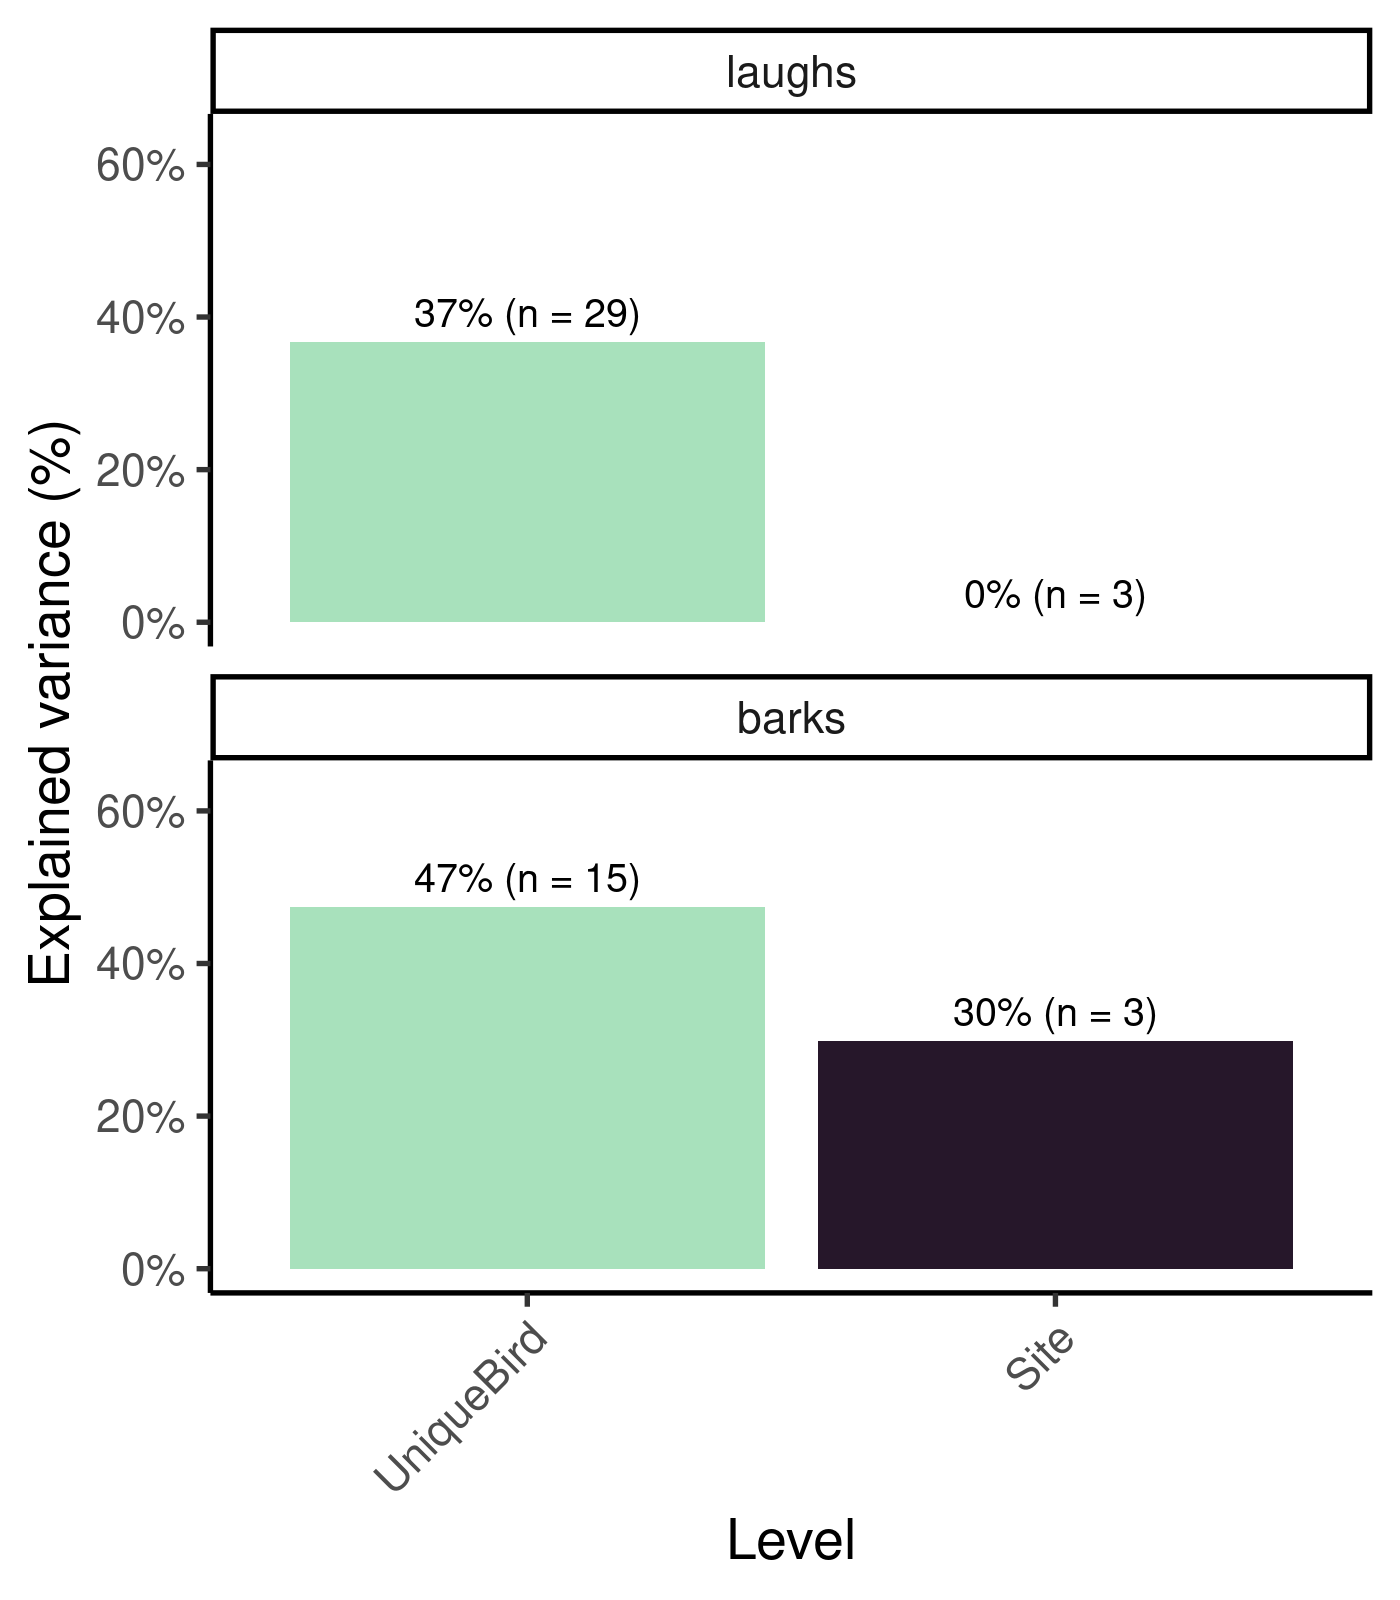 laughs
60%
40%
20%
0%
37% (n = 29)
0% (n = 3)
Explained variance (%)
barks
60%
40%
20%
0%
47% (n = 15)
30% (n = 3)
UniqueBird
Site
Level